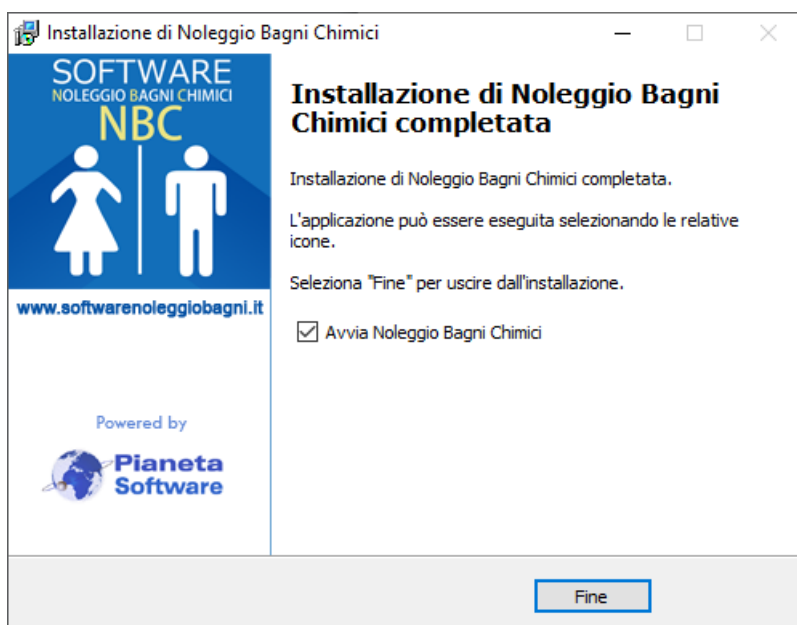 Installazione di Noleggio Bagni Chimici
SOFTWARE
NOLEGGIO BAGNI CHIMICI
NBC
www.softwarenoleggiobagni.it
Powered by
Pianeta
Software
Installazione di Noleggio Bagni
Chimici completata
Installazione di Noleggio Bagni Chimici completata.
L'applicazione può essere eseguita selezionando le relative
icone.
Seleziona "Fine" per uscire dall'installazione.
Avvia Noleggio Bagni Chimici
Fine